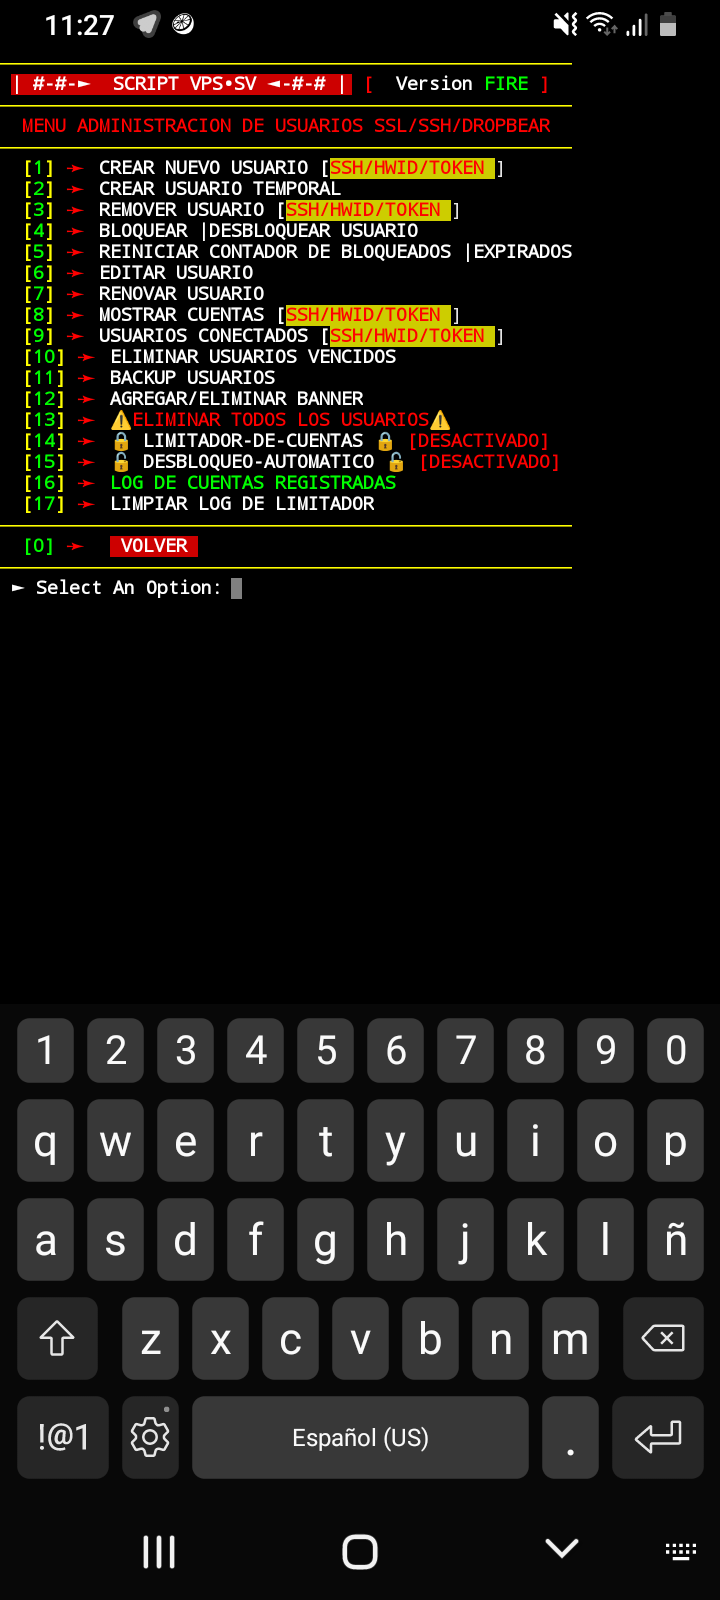 11:27
| #-#-► SCRIPT VPS•SV ◄-#-# | [ Version FIRE ]
MENU ADMINISTRACION DE USUARIOS SSL/SSH/DROPBEAR
[1] ➛ CREAR NUEVO USUARIO [SSH/HWID/TOKEN ]
[2] ➛ CREAR USUARIO TEMPORAL
[3] ➛ REMOVER USUARIO [SSH/HWID/TOKEN ]
[4] ➛ BLOQUEAR |DESBLOQUEAR USUARIO
[5] ➛ REINICIAR CONTADOR DE BLOQUEADOS |EXPIRADOS
[6] ➛ EDITAR USUARIO
[7] ➛ RENOVAR USUARIO
[8] ➛ MOSTRAR CUENTAS [SSH/HWID/TOKEN ]
[9] ➛ USUARIOS CONECTADOS [SSH/HWID/TOKEN ]
[10] ➛ ELIMINAR USUARIOS VENCIDOS
[11] ➛ BACKUP USUARIOS
[12] ➛ AGREGAR/ELIMINAR BANNER
[13] ➛ ⚠️ELIMINAR TODOS LOS USUARIOS⚠️
[14] ➛ 🔒 LIMITADOR-DE-CUENTAS 🔒 [DESACTIVADO]
[15] ➛ 🔓 DESBLOQUEO-AUTOMATICO 🔓 [DESACTIVADO]
[16] ➛ LOG DE CUENTAS REGISTRADAS
[17] ➛ LIMPIAR LOG DE LIMITADOR
[0] ➛ VOLVER
► Select An Option:
1 2 3 4 5 6 7 8 9 0
q w e r t y u i o p
a s d f g h j k l ñ
z x c v b n m
!@1 Español (US) .